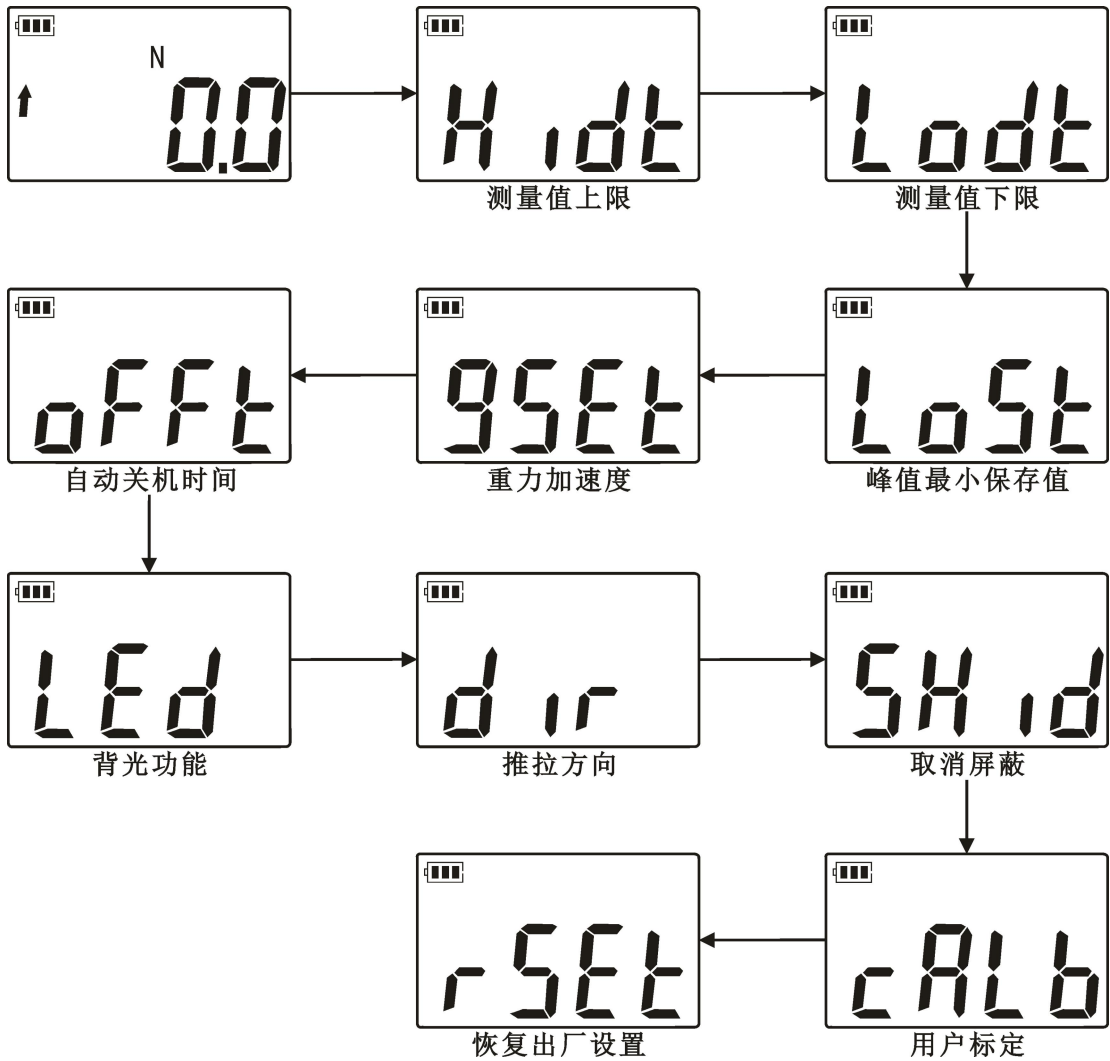 N
0.0
Hidt
测量值上限
Lodt
测量值下限
LoSt
峰值最小保存值
gSEt
重力加速度
oFFt
自动关机时间
LEd
背光功能
dir
推拉方向
SHid
取消屏蔽
cALb
用户标定
rSEt
恢复出厂设置